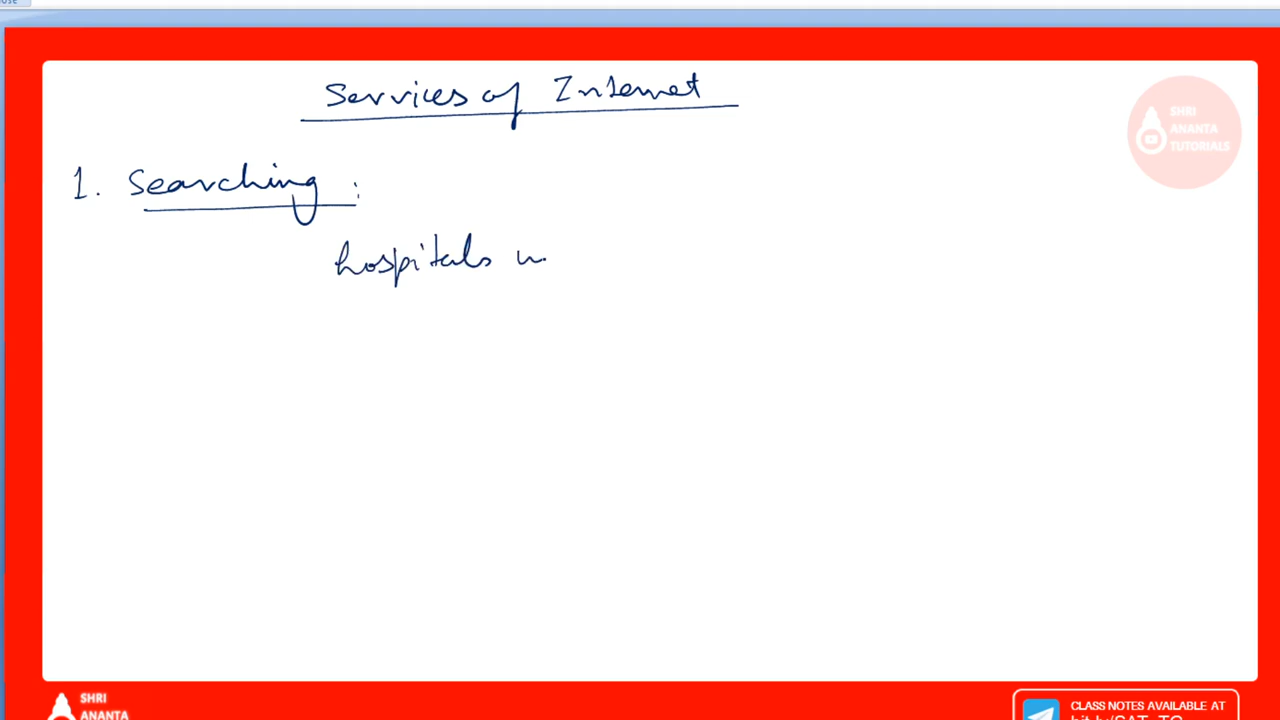 Services of Internet
1. Searching :
hospitals
SHRI
ANANTA
TUTORIALS
SHRI
ANANTA
CLASS NOTES AVAILABLE AT